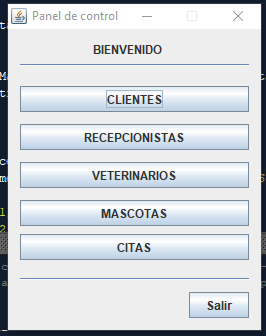 Panel de control
BIENVENIDO
CLIENTES
RECEPCIONISTAS
VETERINARIOS
MASCOTAS
CITAS
Salir